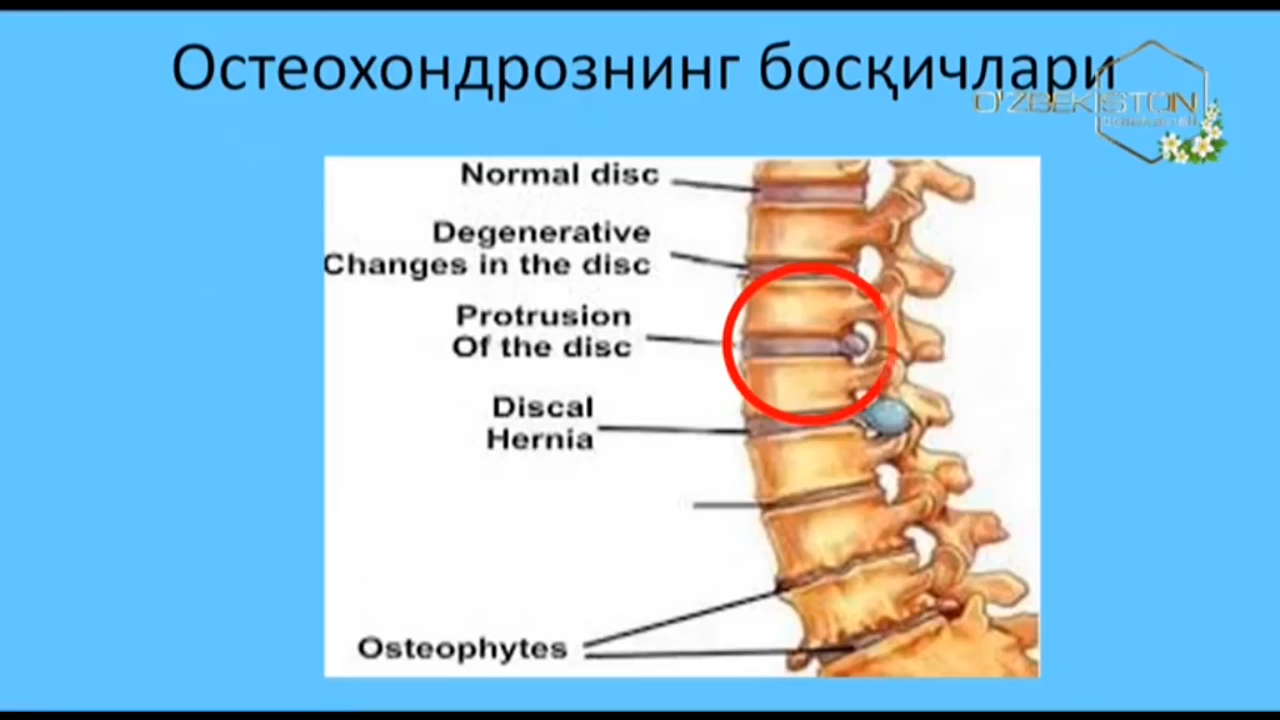 Остеохондрознинг босқичлари
O'ZBEKISTON
Normal disc
Degenerative
Changes in the disc
Protrusion
Of the disc
Discal
Hernia
Osteophytes